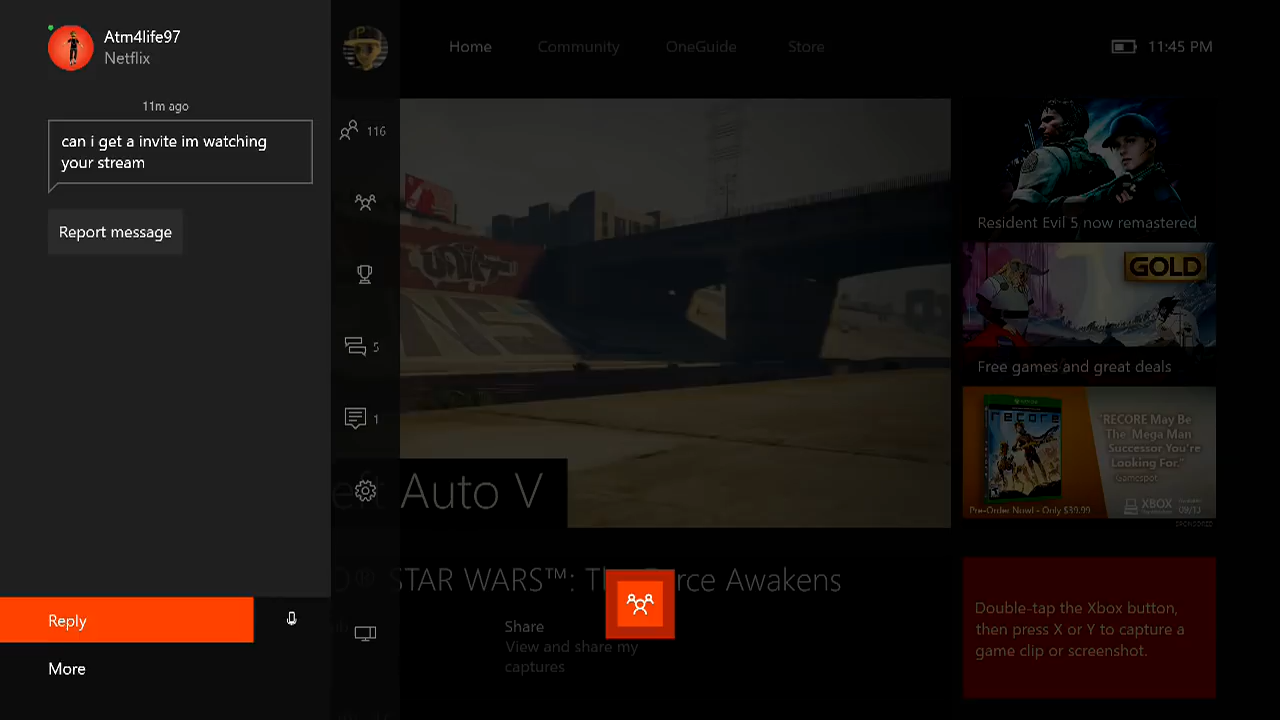 Atm4life97
Netflix
11m ago
can i get a invite im watching
your stream
Report message
Reply
More
116
5
1
Home
Community
OneGuide
Store
11:45 PM
Auto V
STAR WARS™: The Force Awakens
Share
View and share my
captures
Resident Evil 5 now remastered
GOLD
Free games and great deals
recore
"RECORE May Be
The Mega Man
Successor You're
Looking For."
Gamespot
Pre-Order Now! - Only $39.99
XBOX
09/13
SPONSORED
Double-tap the Xbox button,
then press X or Y to capture a
game clip or screenshot.